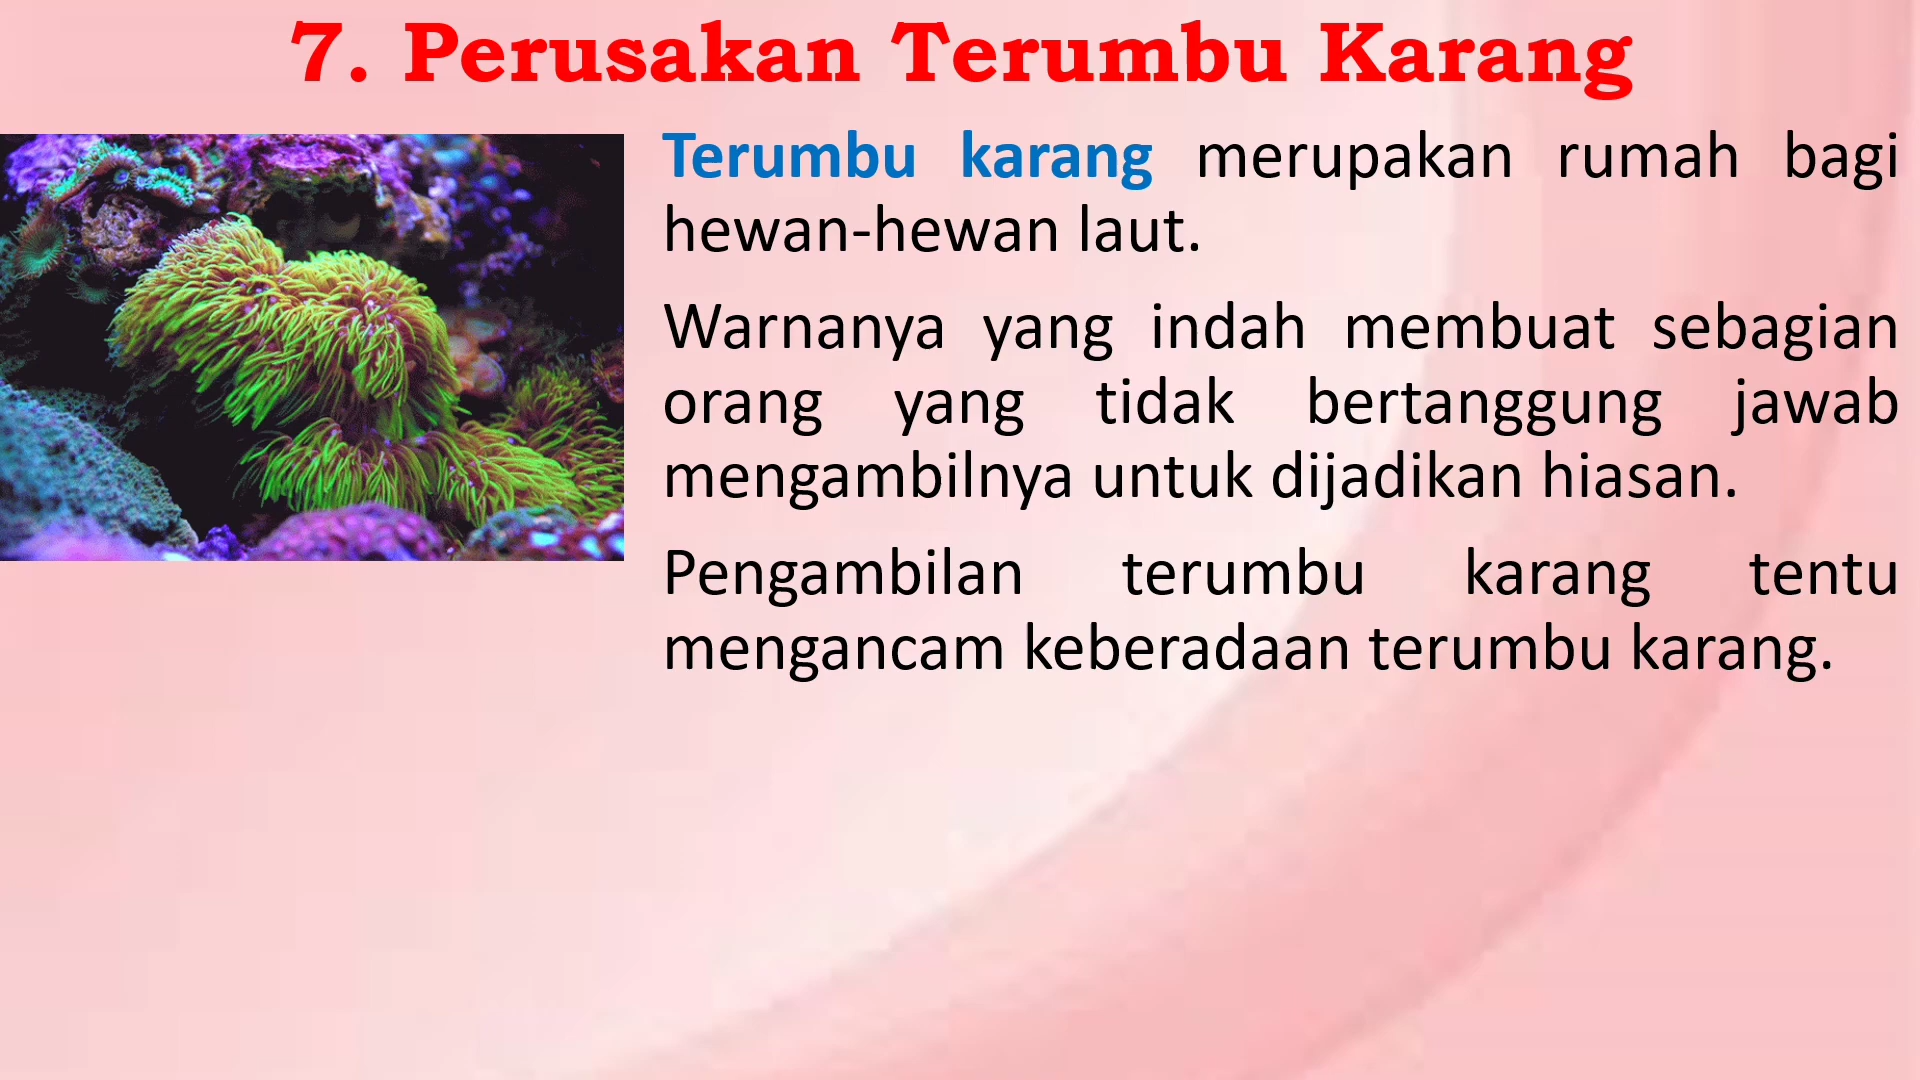 7. Perusakan Terumbu Karang
Terumbu karang merupakan rumah bagi
hewan-hewan laut.
Warnanya yang indah membuat sebagian
orang yang tidak bertanggung jawab
mengambilnya untuk dijadikan hiasan.
Pengambilan terumbu karang tentu
mengancam keberadaan terumbu karang.